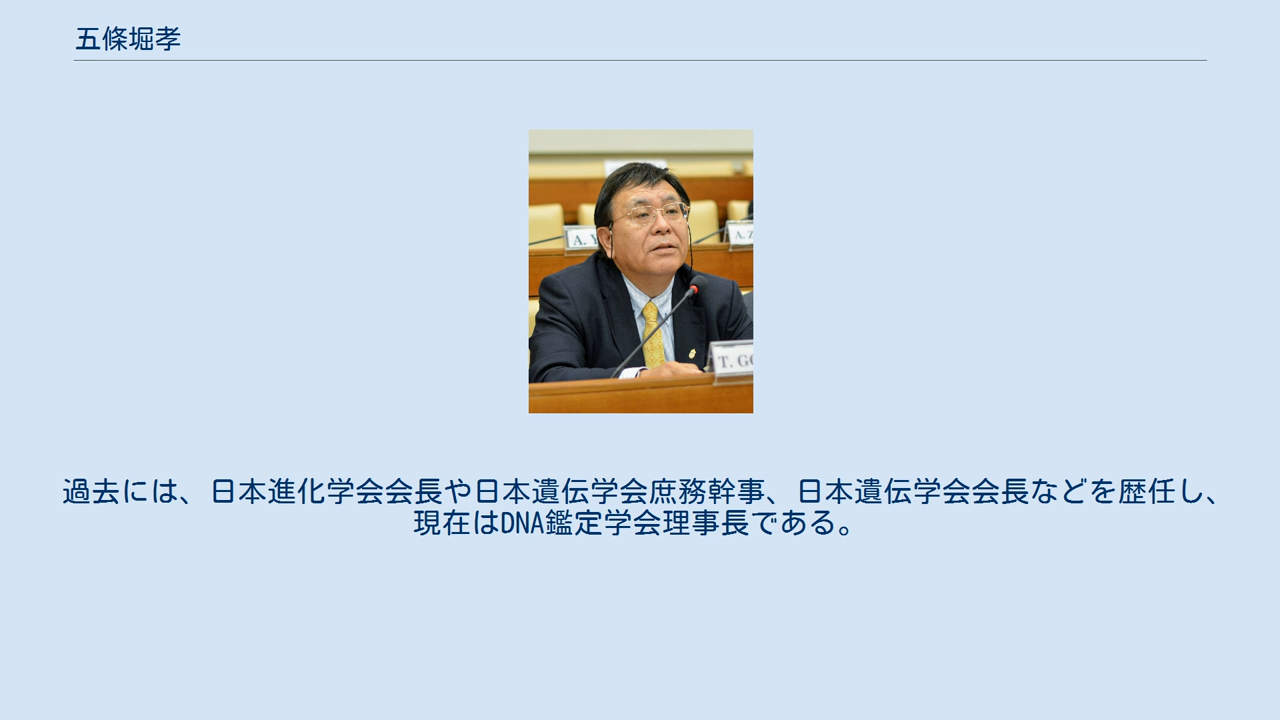 五條堀孝
A. Y
A. Z
T. GO
過去には、日本進化学会会長や日本遺伝学会庶務幹事、日本遺伝学会会長などを歴任し、
現在はDNA鑑定学会理事長である。